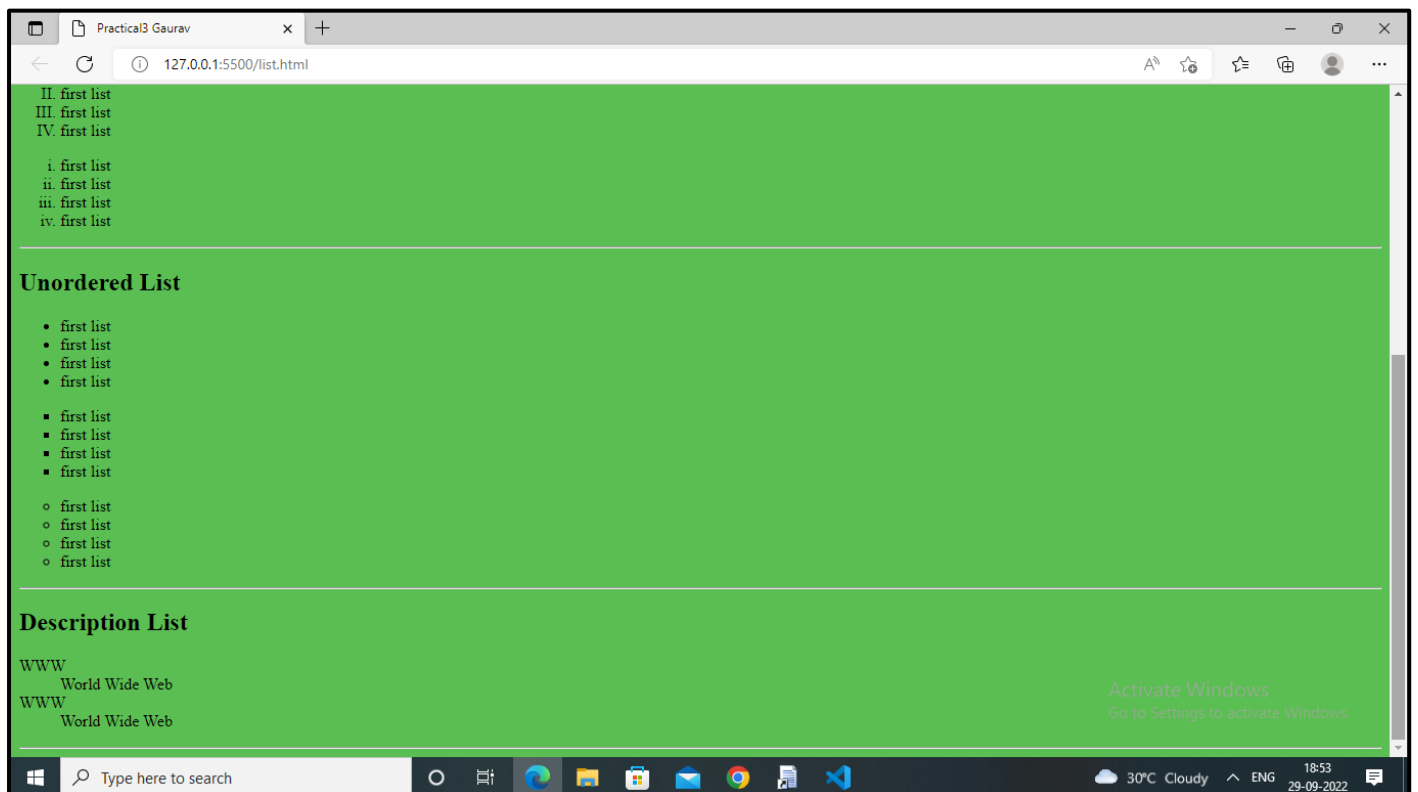 Practical3 Gaurav
127.0.0.1:5500/list.html
II. first list
III. first list
IV. first list
i. first list
ii. first list
iii. first list
iv. first list
Unordered List
• first list
• first list
• first list
• first list
▪ first list
▪ first list
▪ first list
▪ first list
○ first list
○ first list
○ first list
○ first list
Description List
WWW
World Wide Web
WWW
World Wide Web
Activate Windows
Go to Settings to activate Windows.
Type here to search
30°C Cloudy
ENG
18:53
29-09-2022